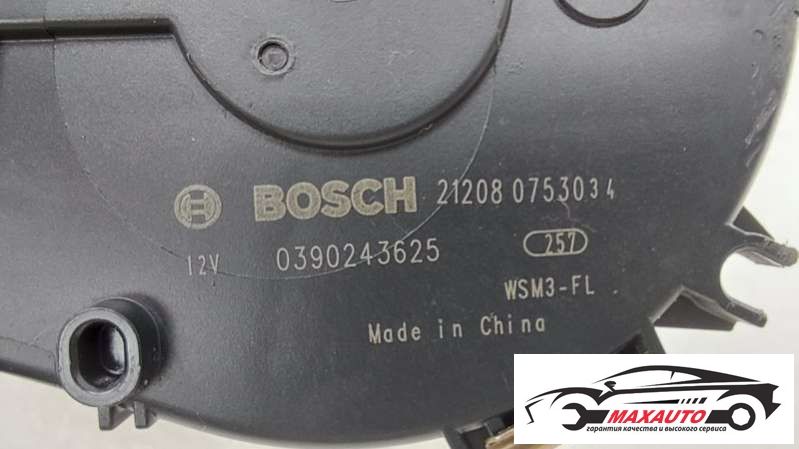 BOSCH 21208 0753034
12V 0390243625 257
WSM3-FL
Made in China
MAXAUTO
гарантия качества и высокого сервиса